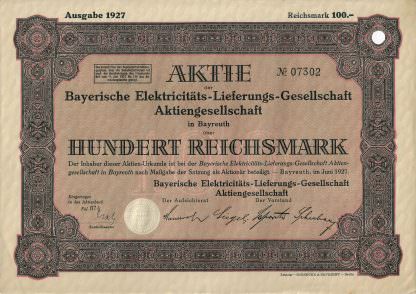 Ausgabe 1927
Reichsmark 100.–
AKTIE
№ 07302
der
Bayerische Elektricitäts-Lieferungs-Gesellschaft
Aktiengesellschaft
in Bayreuth
über
HUNDERT REICHSMARK
Der Inhaber dieser Aktien-Urkunde ist bei der Bayerische Elektricitäts-Lieferungs-Gesellschaft Aktien-
gesellschaft in Bayreuth nach Maßgabe der Satzung als Aktionär beteiligt. — Bayreuth, im Juni 1927.
Bayerische Elektricitäts-Lieferungs-Gesellschaft
Aktiengesellschaft
Eingetragen
in das Aktienbuch
Der Aufsichtsrat
Der Vorstand